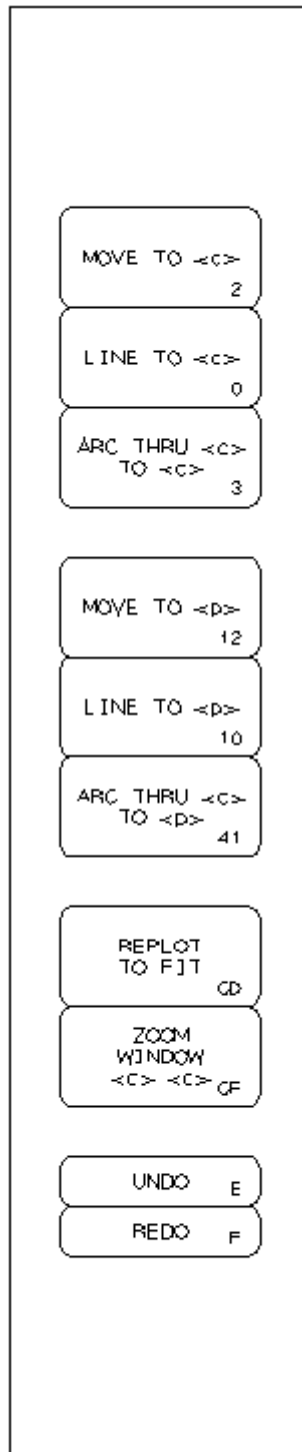 MOVE TO <c>
2
LINE TO <c>
0
ARC THRU <c>
TO <c>
3
MOVE TO <p>
12
LINE TO <p>
10
ARC THRU <c>
TO <p>
41
REPLOT
TO FIT
GD
ZOOM
WINDOW
<c> <c> GF
UNDO E
REDO F